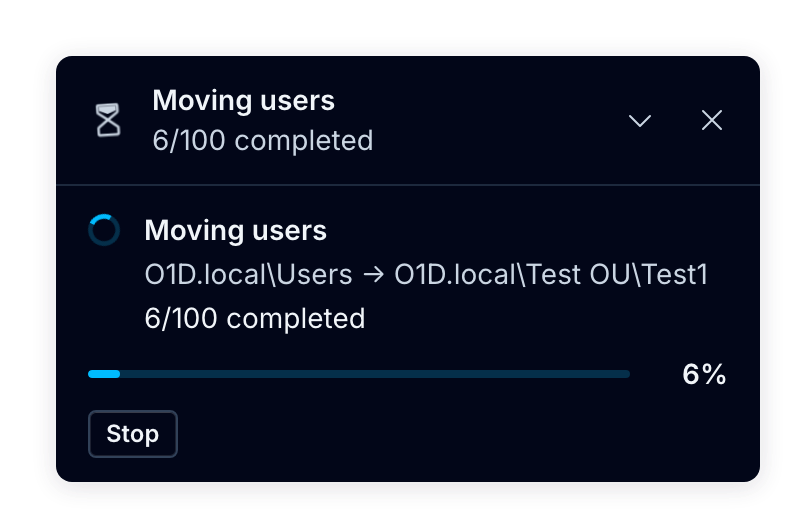 Moving users
6/100 completed
Moving users
O1D.local\Users → O1D.local\Test OU\Test1
6/100 completed
6%
Stop